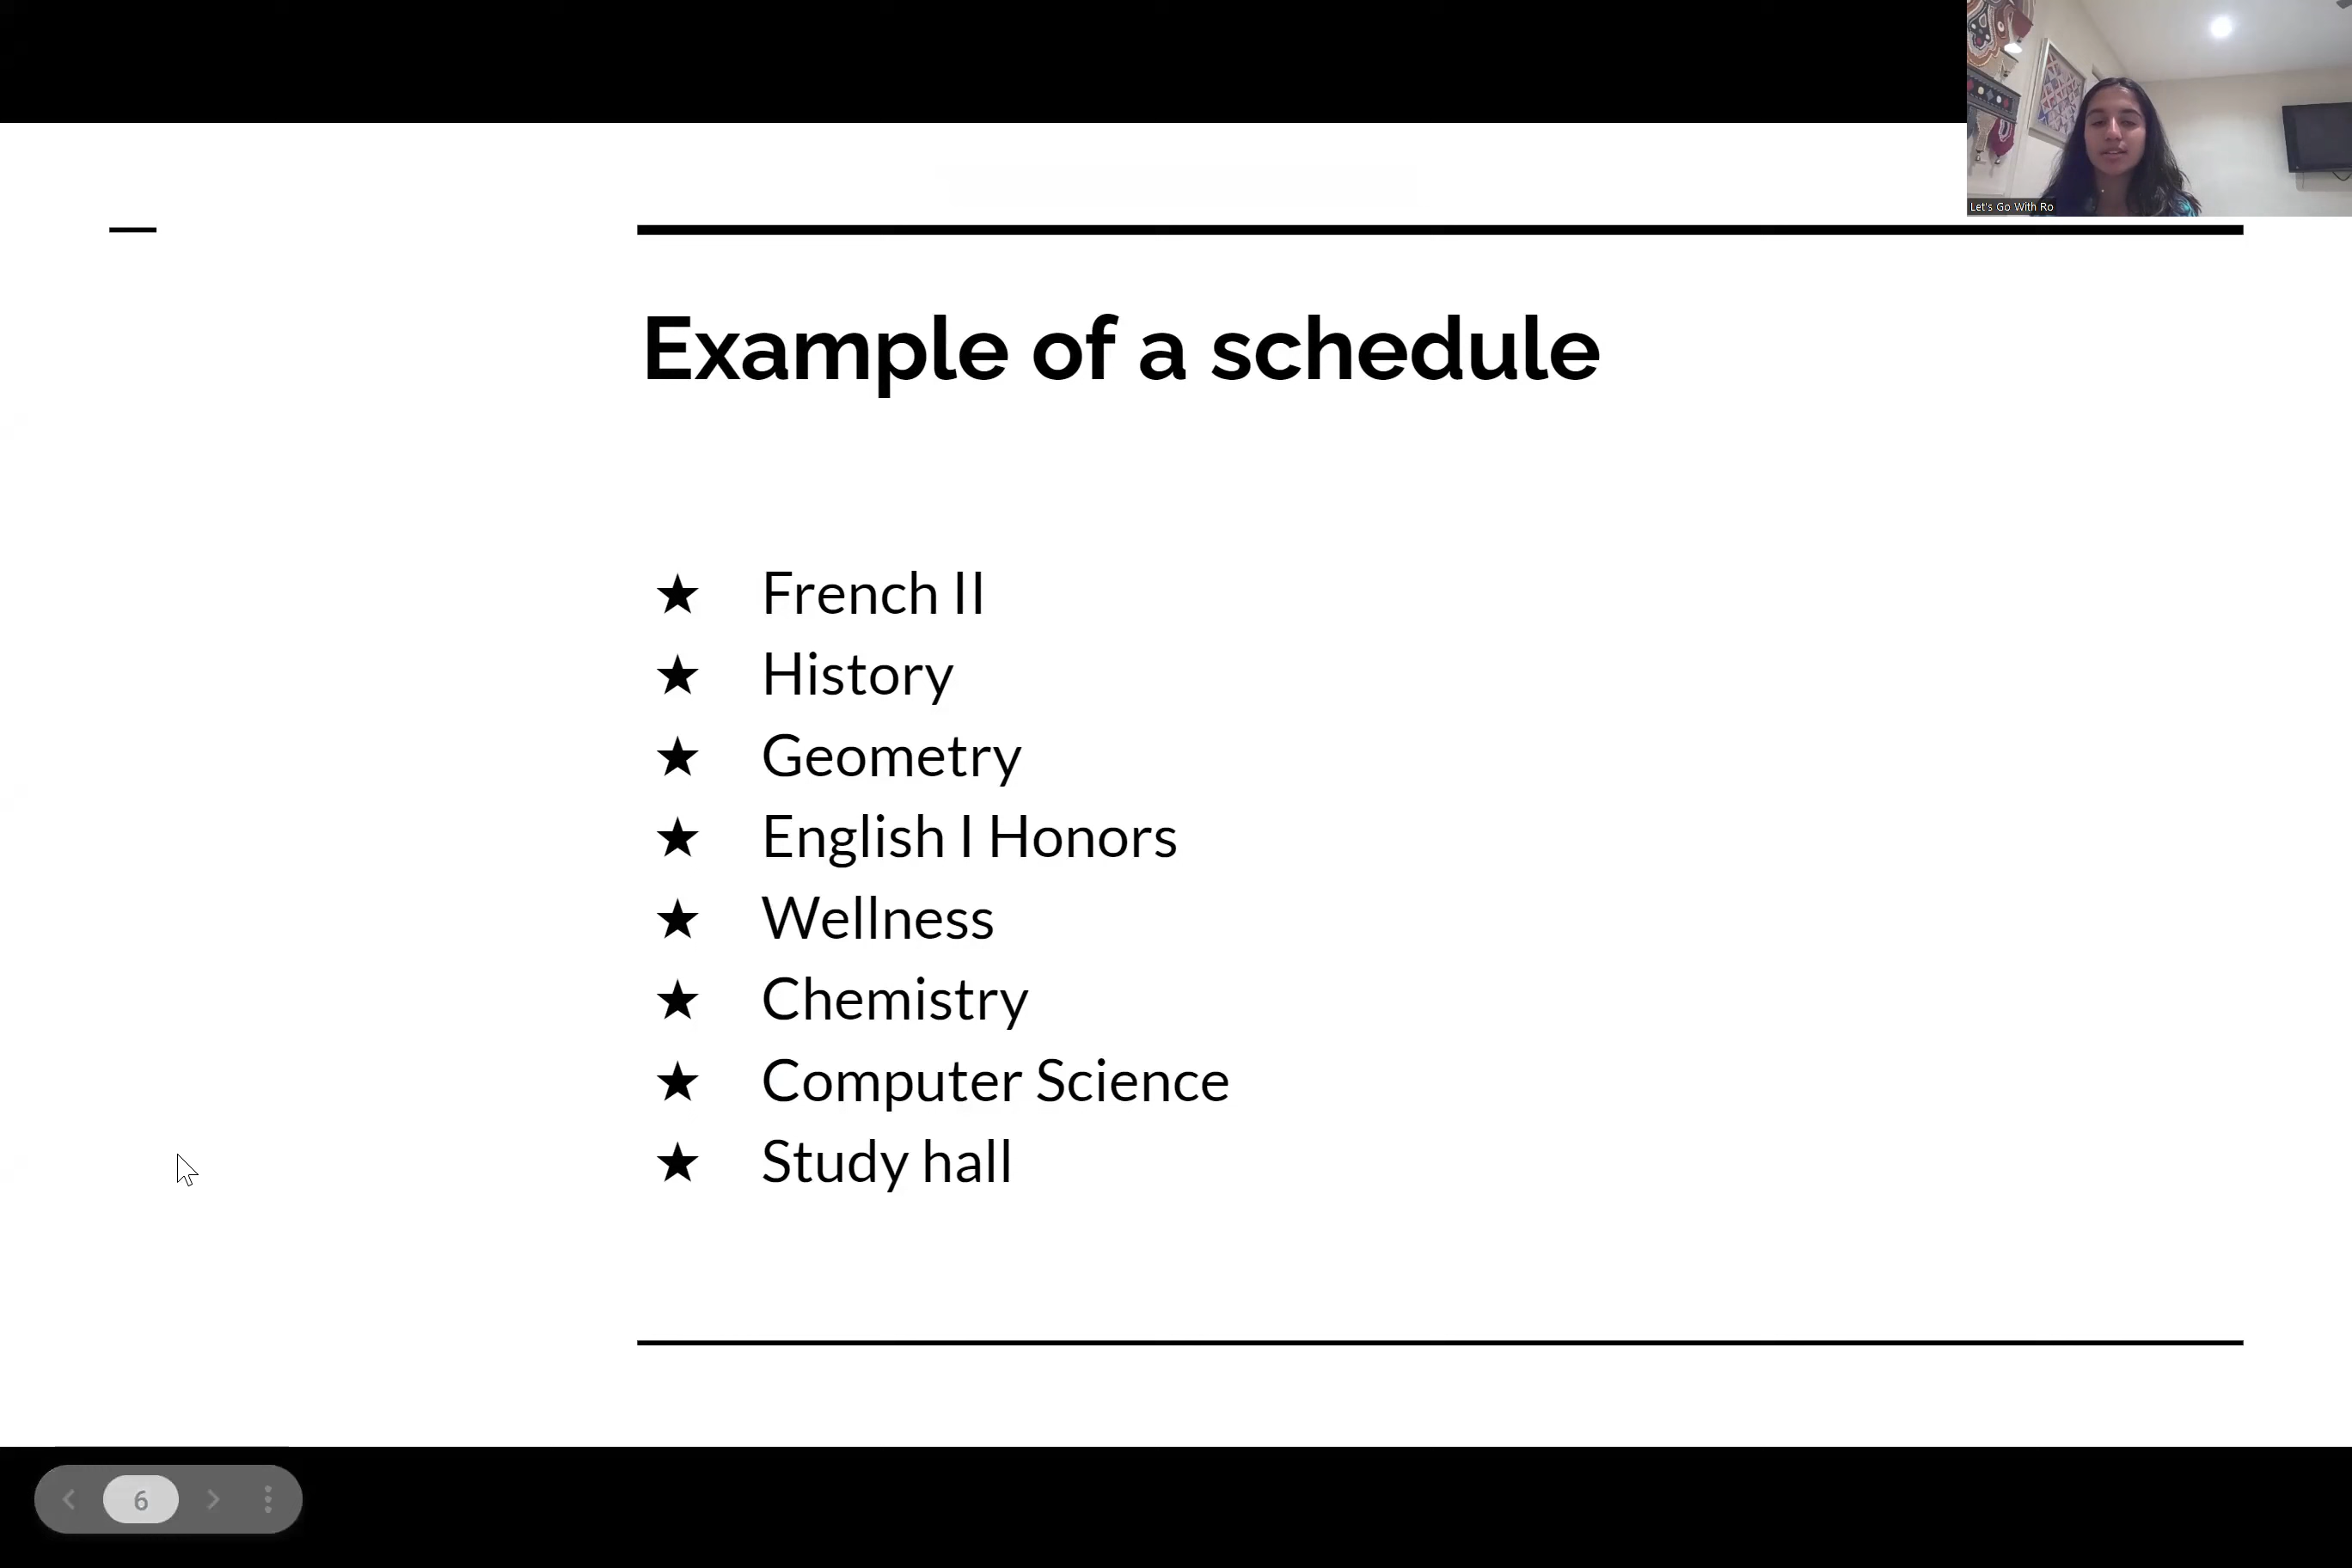 Let's Go With Ro
Example of a schedule
★ French II
★ History
★ Geometry
★ English I Honors
★ Wellness
★ Chemistry
★ Computer Science
★ Study hall
6